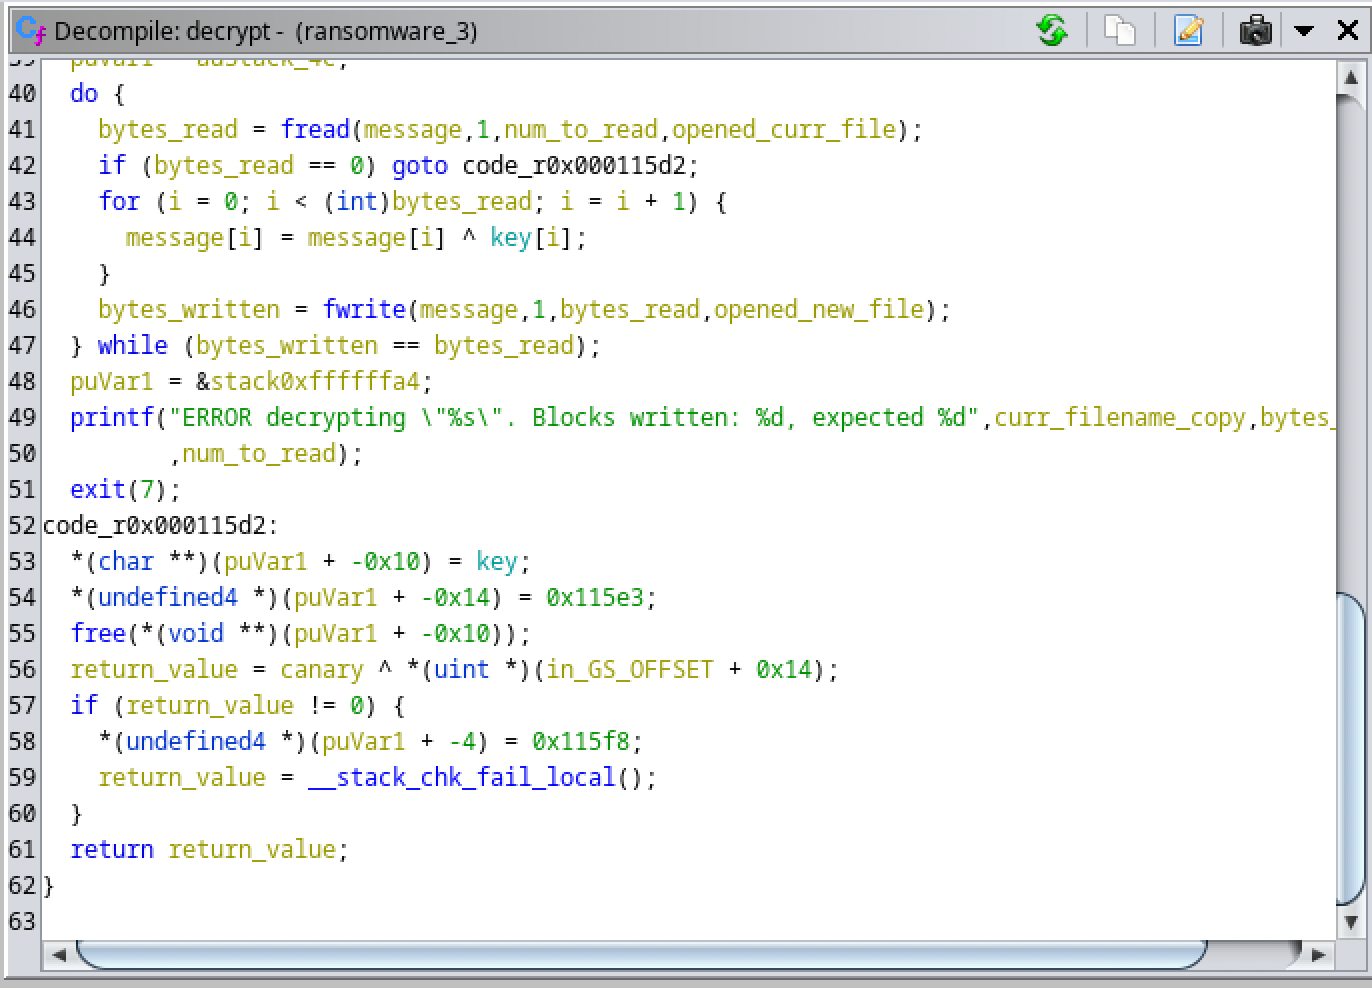 Decompile: decrypt - (ransomware_3)
39 puVar1 = auStack_4c;
40 do {
41 bytes_read = fread(message,1,num_to_read,opened_curr_file);
42 if (bytes_read == 0) goto code_r0x000115d2;
43 for (i = 0; i < (int)bytes_read; i = i + 1) {
44 message[i] = message[i] ^ key[i];
45 }
46 bytes_written = fwrite(message,1,bytes_read,opened_new_file);
47 } while (bytes_written == bytes_read);
48 puVar1 = &stack0xffffffa4;
49 printf("ERROR decrypting \"%s\". Blocks written: %d, expected %d",curr_filename_copy,bytes_
50 ,num_to_read);
51 exit(7);
52 code_r0x000115d2:
53 *(char **)(puVar1 + -0x10) = key;
54 *(undefined4 *)(puVar1 + -0x14) = 0x115e3;
55 free(*(void **)(puVar1 + -0x10));
56 return_value = canary ^ *(uint *)(in_GS_OFFSET + 0x14);
57 if (return_value != 0) {
58 *(undefined4 *)(puVar1 + -4) = 0x115f8;
59 return_value = __stack_chk_fail_local();
60 }
61 return return_value;
62 }
63